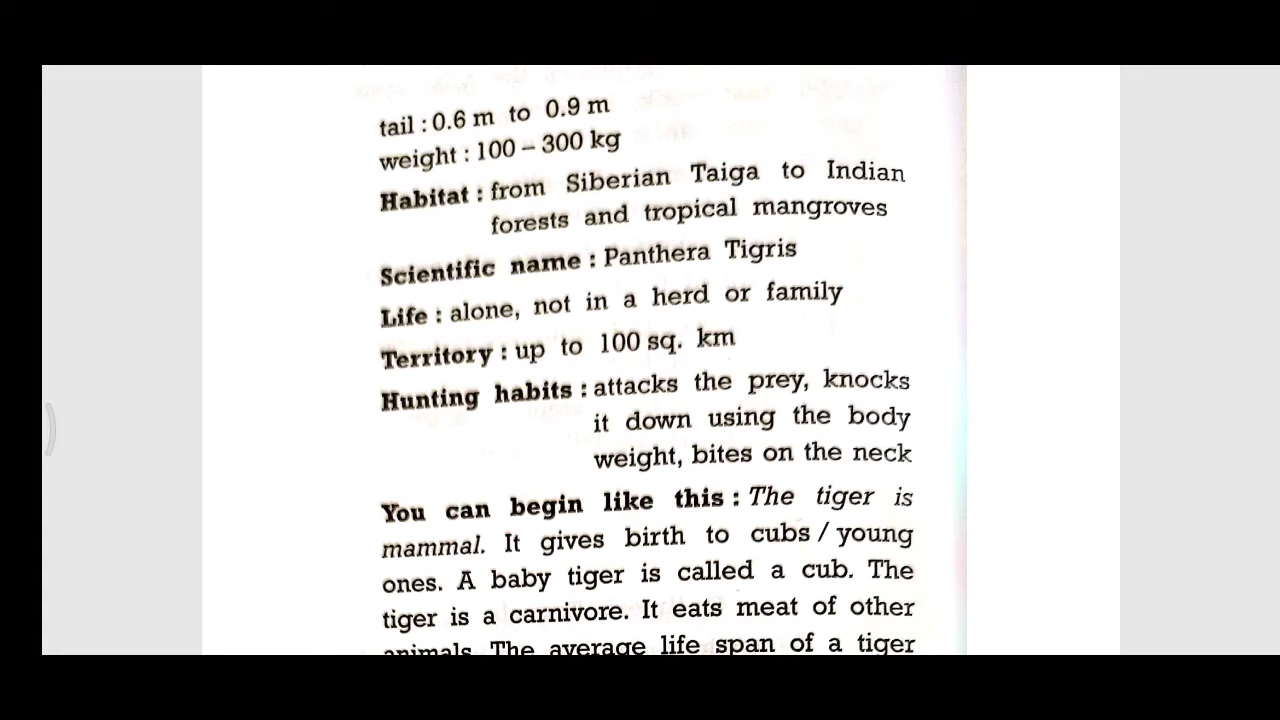 tail : 0.6 m to 0.9 m
weight : 100 – 300 kg
Habitat : from Siberian Taiga to Indian
forests and tropical mangroves
Scientific name : Panthera Tigris
Life : alone, not in a herd or family
Territory : up to 100 sq. km
Hunting habits : attacks the prey, knocks
it down using the body
weight, bites on the neck
You can begin like this : The tiger is
mammal. It gives birth to cubs / young
ones. A baby tiger is called a cub. The
tiger is a carnivore. It eats meat of other
animals. The average life span of a tiger